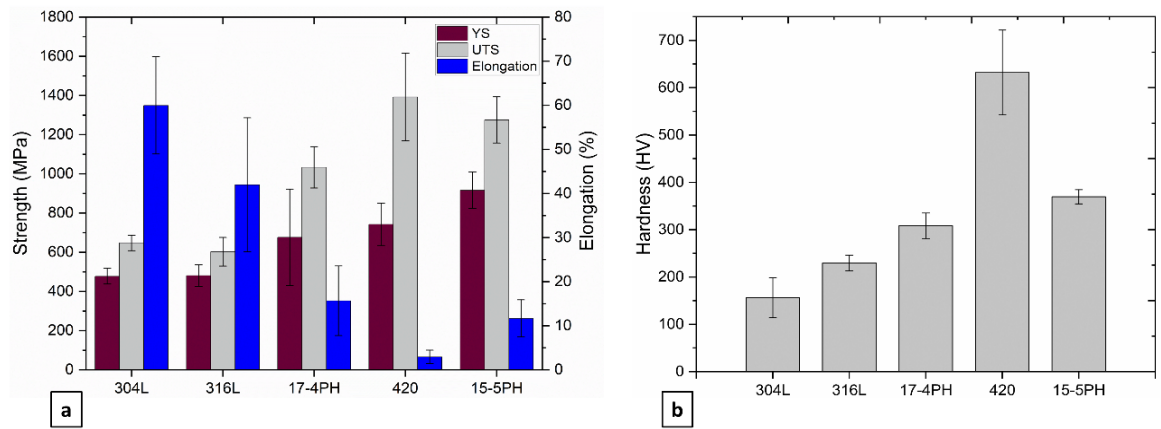 1800
1600
1400
1200
1000
800
600
400
200
0
Strength (MPa)
YS
UTS
Elongation
80
70
60
50
40
30
20
10
0
Elongation (%)
304L 316L 17-4PH 420 15-5PH
a
700
600
500
400
300
200
100
0
Hardness (HV)
304L 316L 17-4PH 420 15-5PH
b